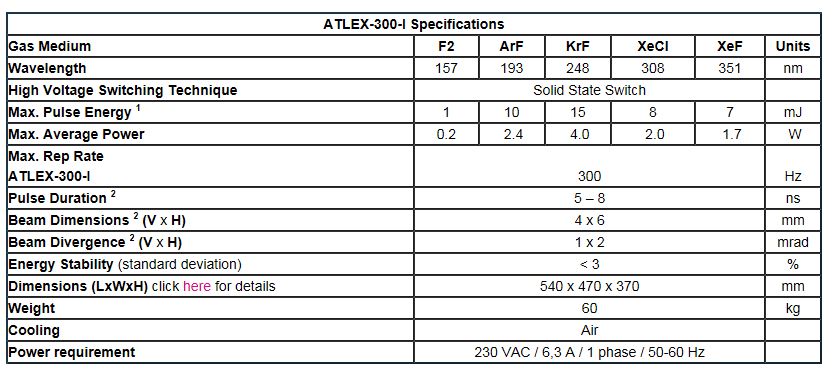 ATLEX-300-I Specifications
Gas Medium F2 ArF KrF XeCl XeF Units
Wavelength 157 193 248 308 351 nm
High Voltage Switching Technique Solid State Switch
Max. Pulse Energy 1 1 10 15 8 7 mJ
Max. Average Power 0.2 2.4 4.0 2.0 1.7 W
Max. Rep Rate
ATLEX-300-I 300 Hz
Pulse Duration 2 5 – 8 ns
Beam Dimensions 2 (V x H) 4 x 6 mm
Beam Divergence 2 (V x H) 1 x 2 mrad
Energy Stability (standard deviation) < 3 %
Dimensions (LxWxH) click here for details 540 x 470 x 370 mm
Weight 60 kg
Cooling Air
Power requirement 230 VAC / 6,3 A / 1 phase / 50-60 Hz